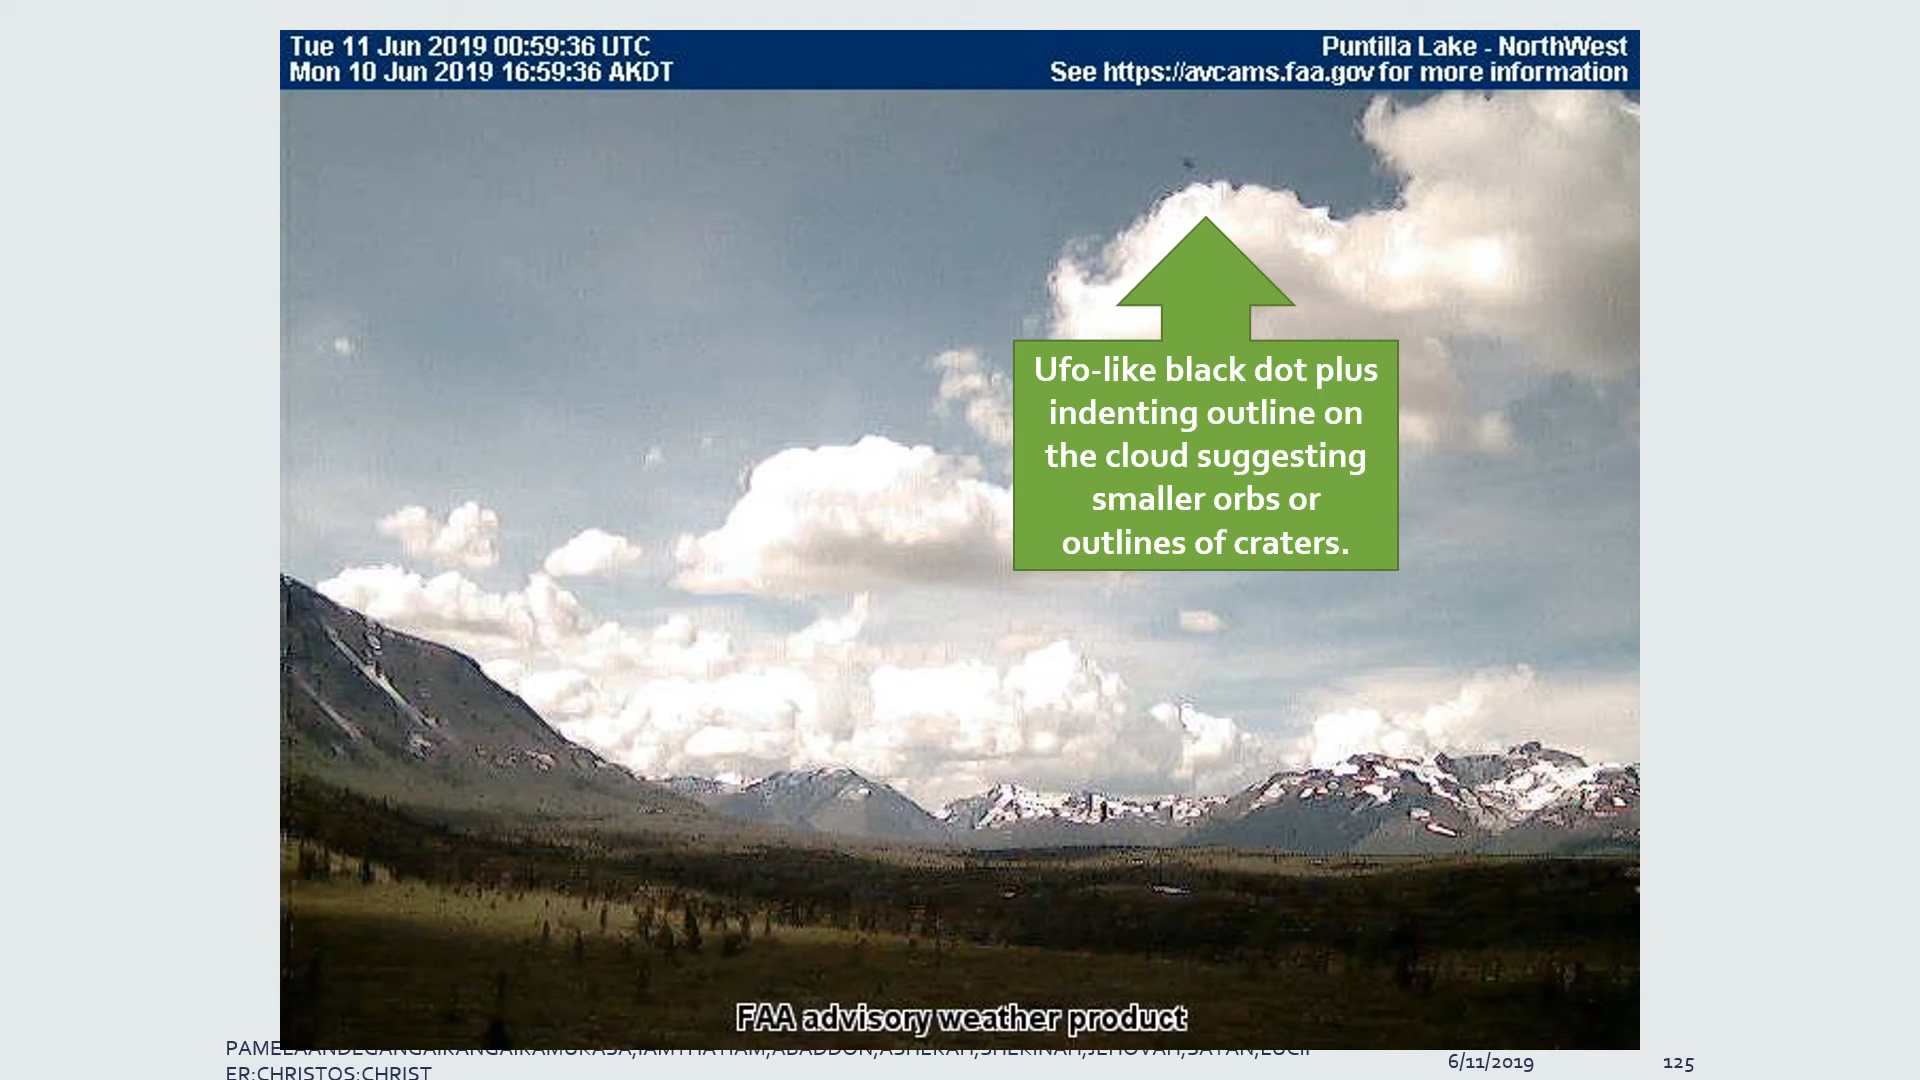 Tue 11 Jun 2019 00:59:36 UTC
Mon 10 Jun 2019 16:59:36 AKDT
Puntilla Lake - NorthWest
See https://avcams.faa.gov for more information
Ufo-like black dot plus
indenting outline on
the cloud suggesting
smaller orbs or
outlines of craters.
FAA advisory weather product
ER;CHRISTOS;CHRIST
6/11/2019
125